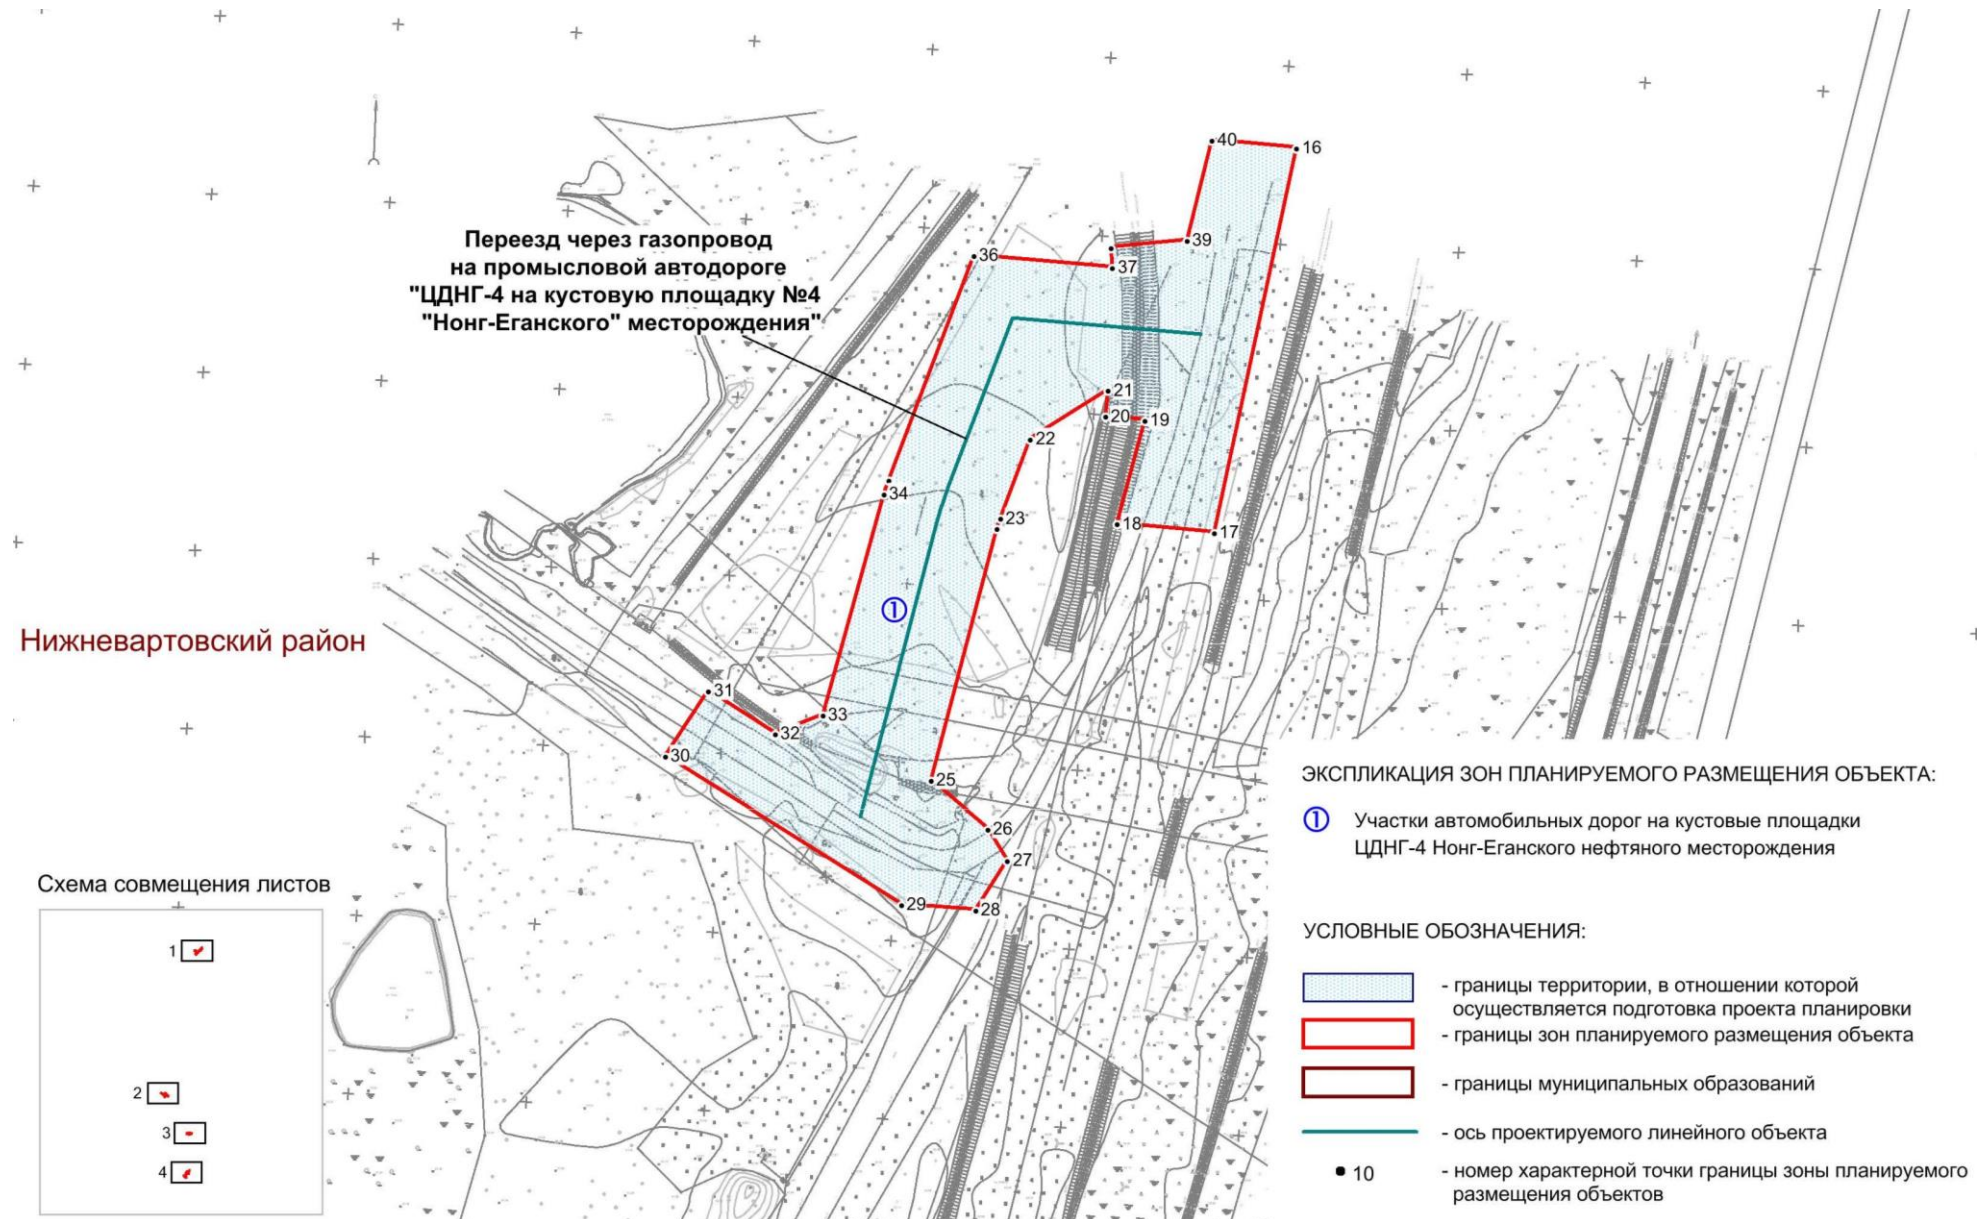 40
16
39
36
37
Переезд через газопровод
на промысловой автодороге
"ЦДНГ-4 на кустовую площадку №4
"Нонг-Еганского" месторождения"
21
20
19
22
34
23
18
17
①
Нижневартовский район
31
33
32
30
25
26
27
29
28
ЭКСПЛИКАЦИЯ ЗОН ПЛАНИРУЕМОГО РАЗМЕЩЕНИЯ ОБЪЕКТА:
① Участки автомобильных дорог на кустовые площадки
ЦДНГ-4 Нонг-Еганского нефтяного месторождения
Схема совмещения листов
1
2
3
4
УСЛОВНЫЕ ОБОЗНАЧЕНИЯ:
- границы территории, в отношении которой
осуществляется подготовка проекта планировки
- границы зон планируемого размещения объекта
- границы муниципальных образований
- ось проектируемого линейного объекта
10 - номер характерной точки границы зоны планируемого
размещения объектов